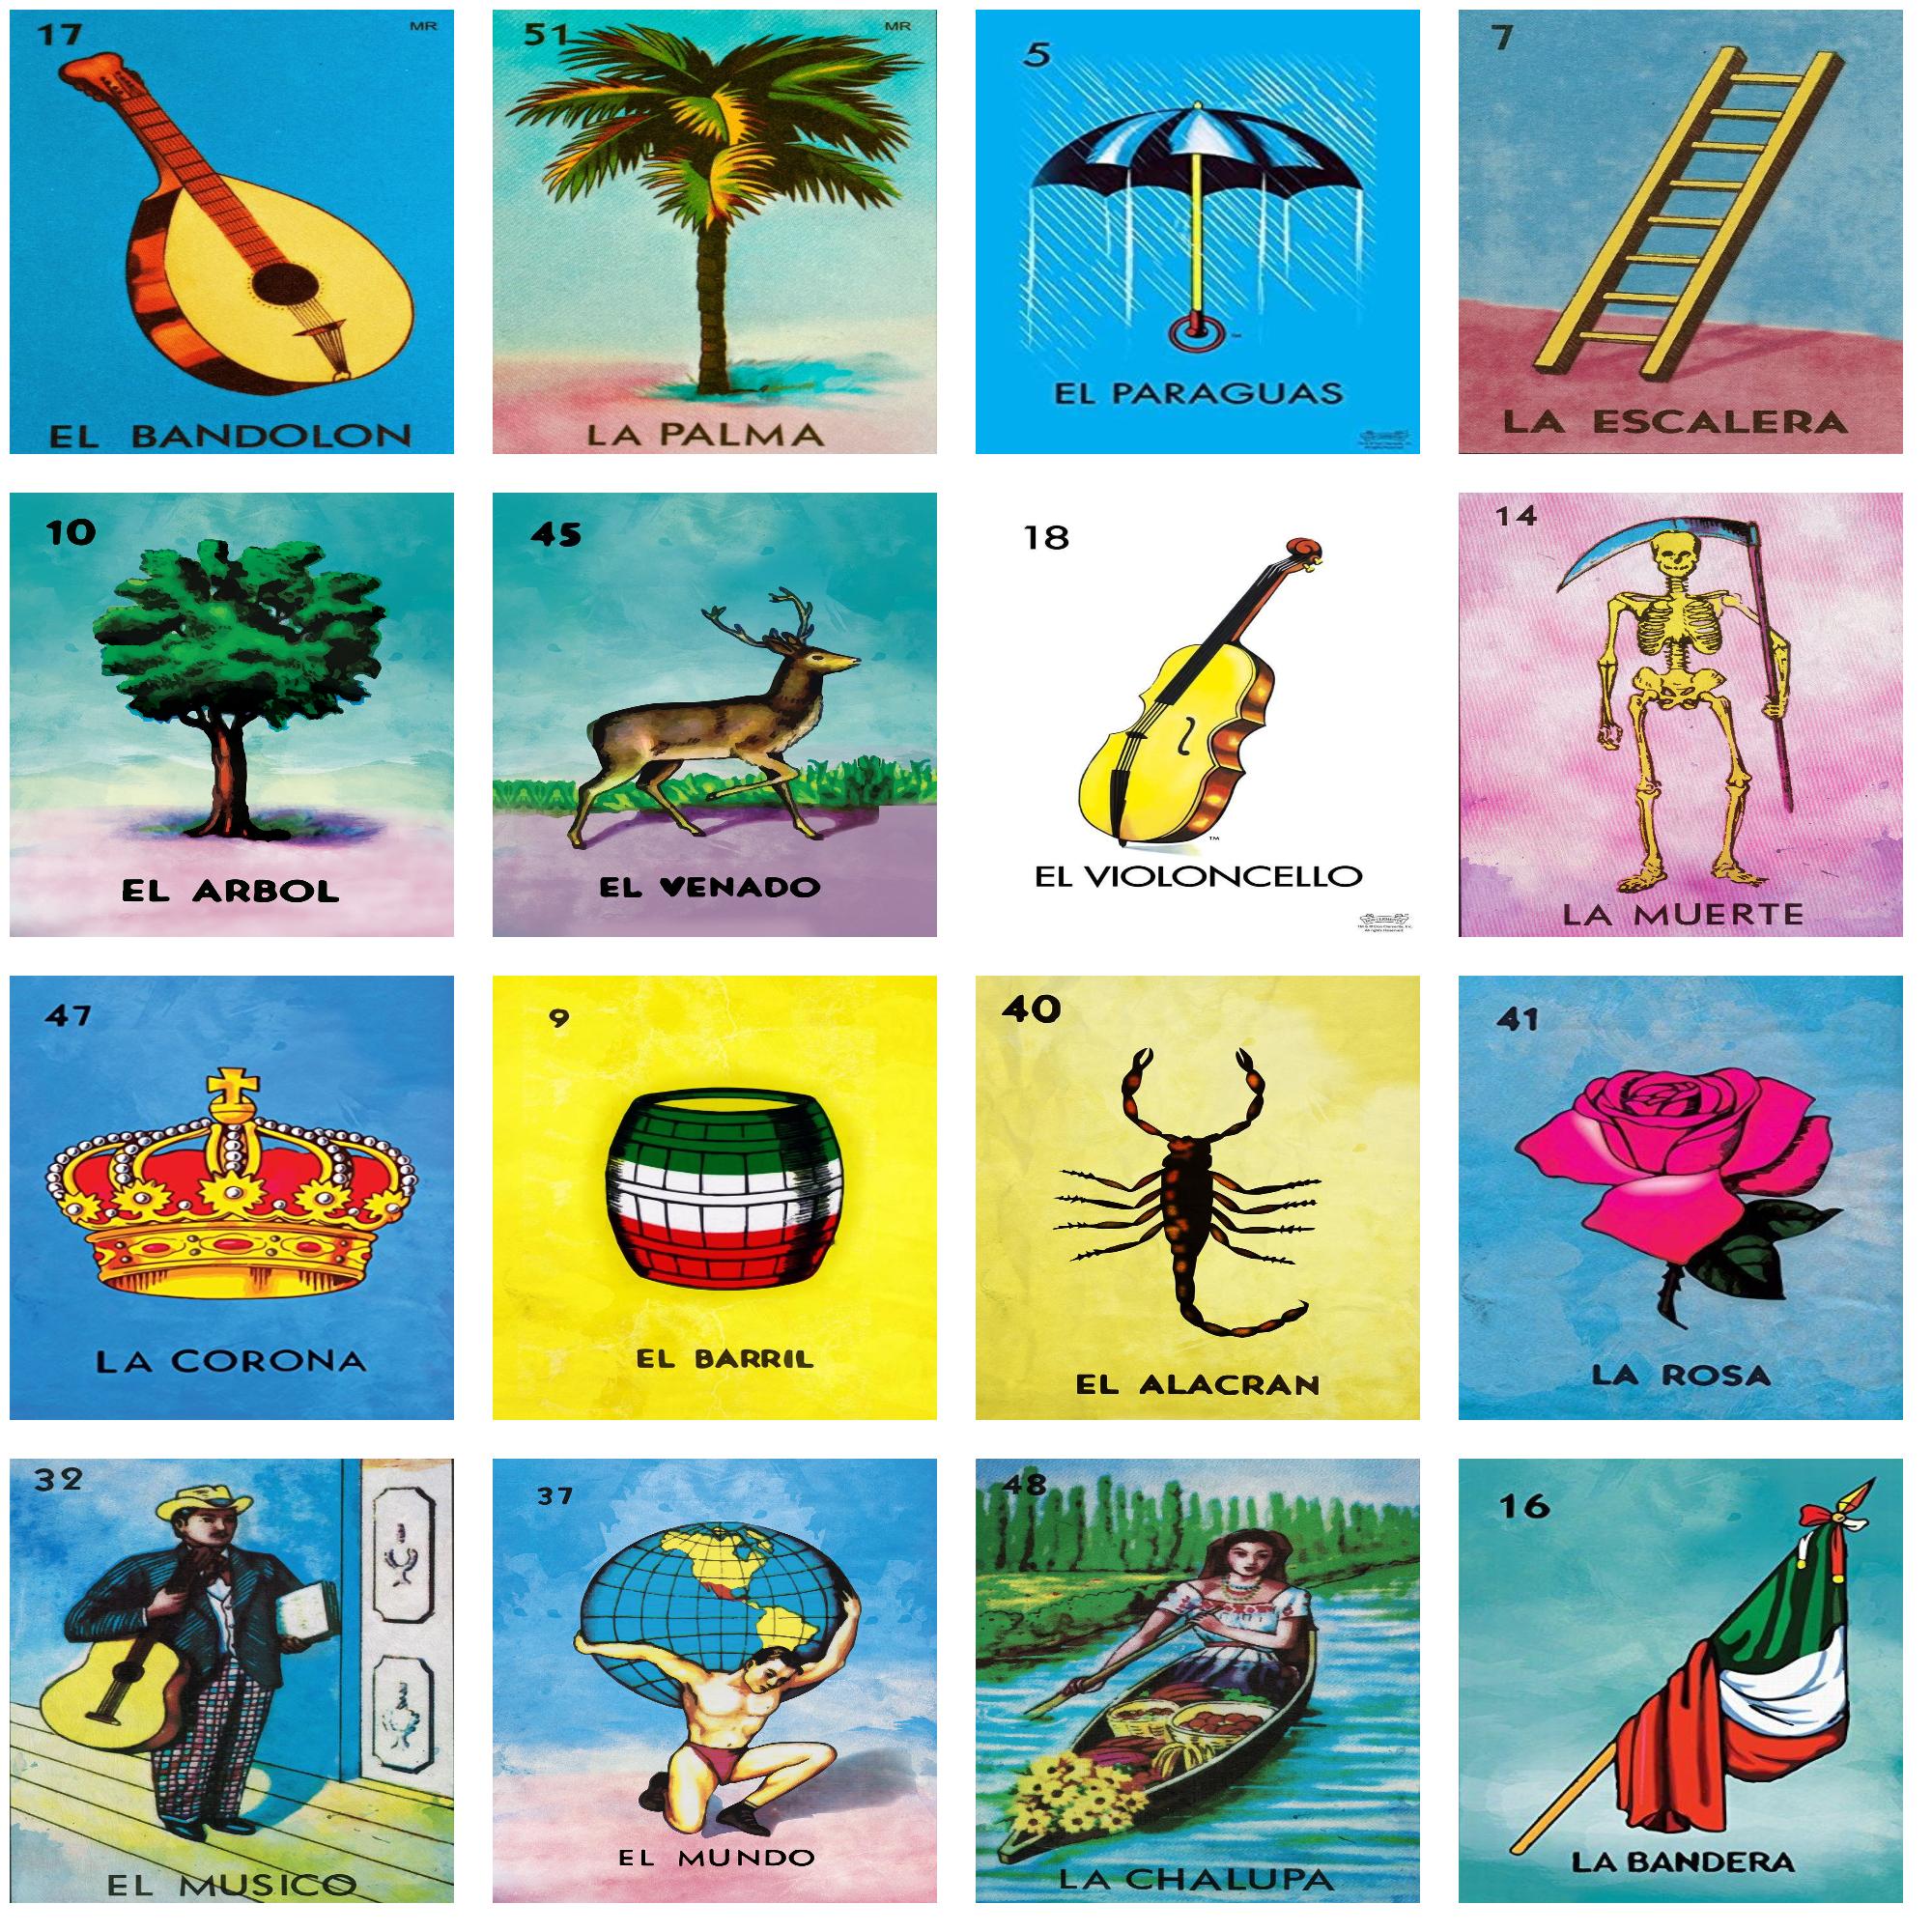 17
MR
EL BANDOLON
51
MR
LA PALMA
5
EL PARAGUAS
7
LA ESCALERA
10
EL ARBOL
45
EL VENADO
18
TM
EL VIOLONCELLO
14
LA MUERTE
47
LA CORONA
9
EL BARRIL
40
EL ALACRAN
41
LA ROSA
32
EL MUSICO
37
EL MUNDO
48
LA CHALUPA
16
LA BANDERA